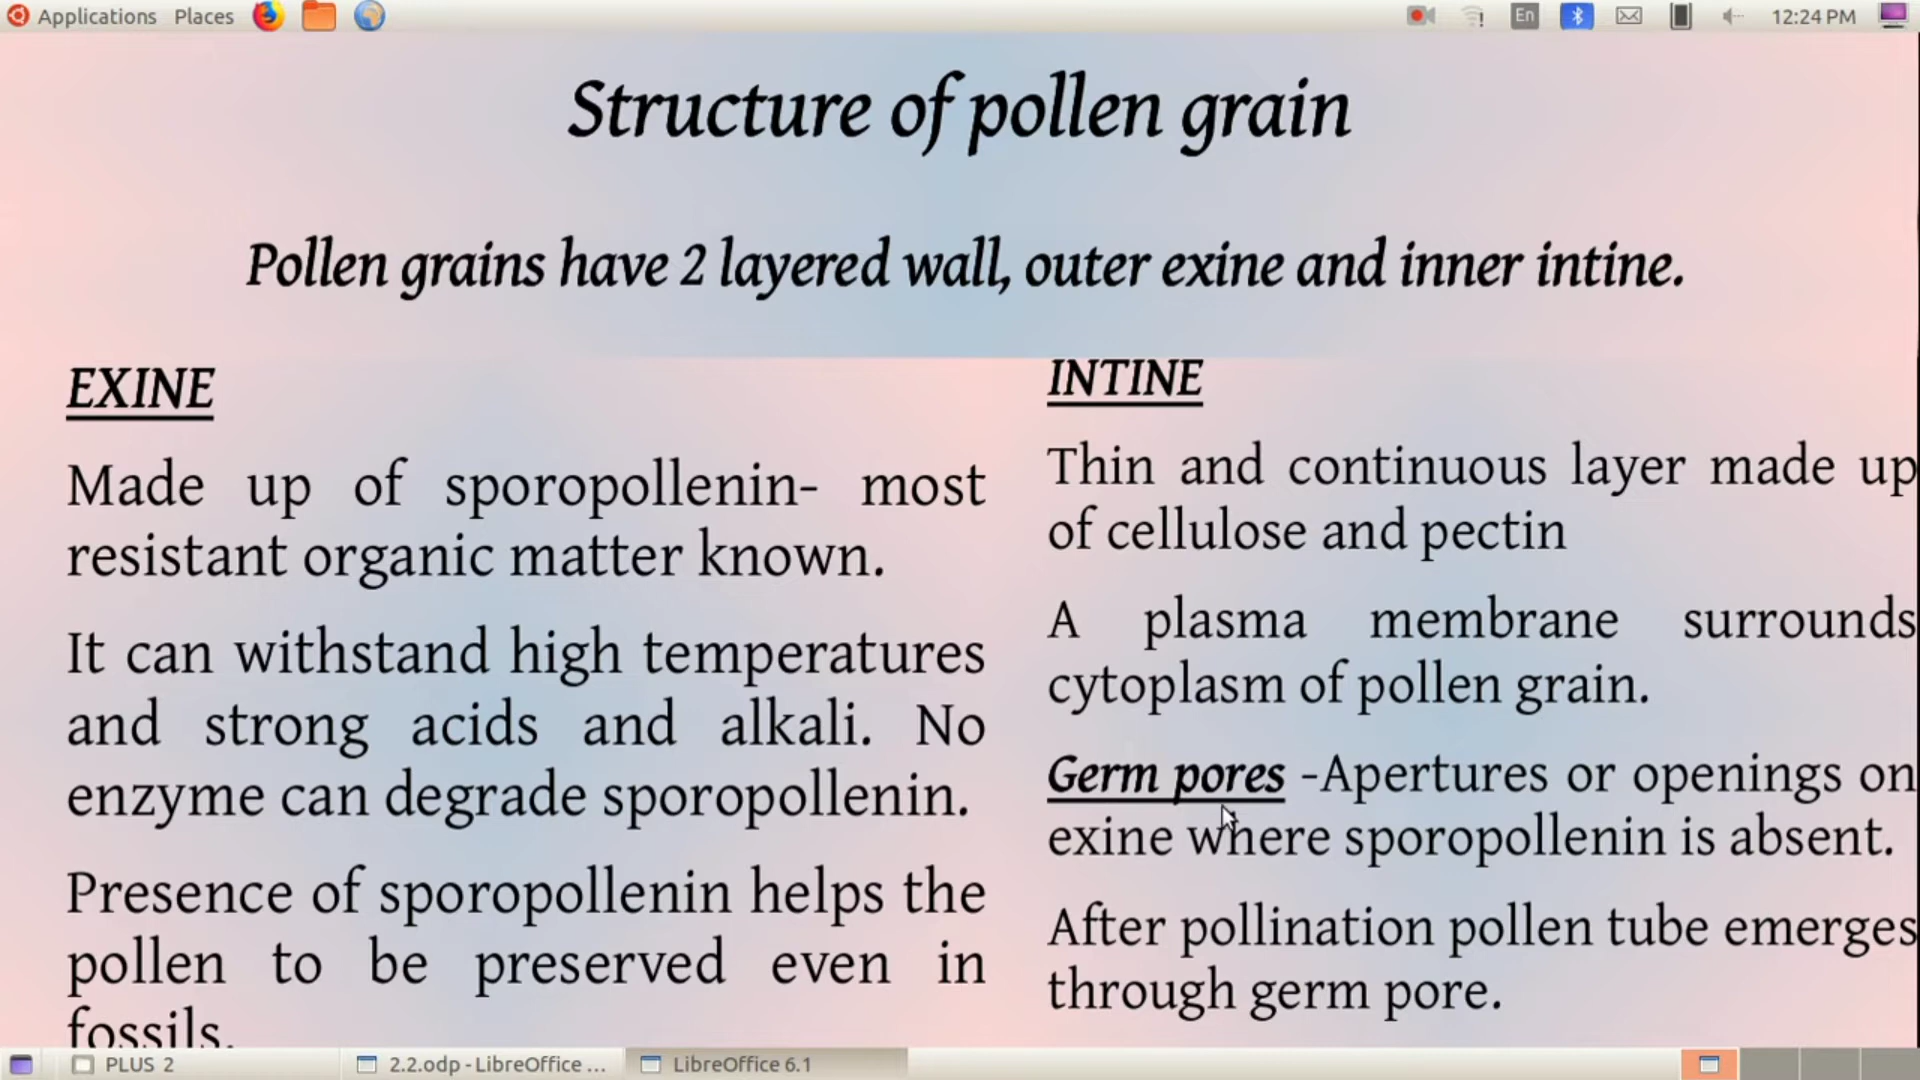 Applications Places En 12:24 PM
Structure of pollen grain
Pollen grains have 2 layered wall, outer exine and inner intine.
EXINE
Made up of sporopollenin- most
resistant organic matter known.
It can withstand high temperatures
and strong acids and alkali. No
enzyme can degrade sporopollenin.
Presence of sporopollenin helps the
pollen to be preserved even in
fossils.
INTINE
Thin and continuous layer made up
of cellulose and pectin
A plasma membrane surrounds
cytoplasm of pollen grain.
Germ pores -Apertures or openings on
exine where sporopollenin is absent.
After pollination pollen tube emerges
through germ pore.
PLUS 2 2.2.odp - LibreOffice ... LibreOffice 6.1